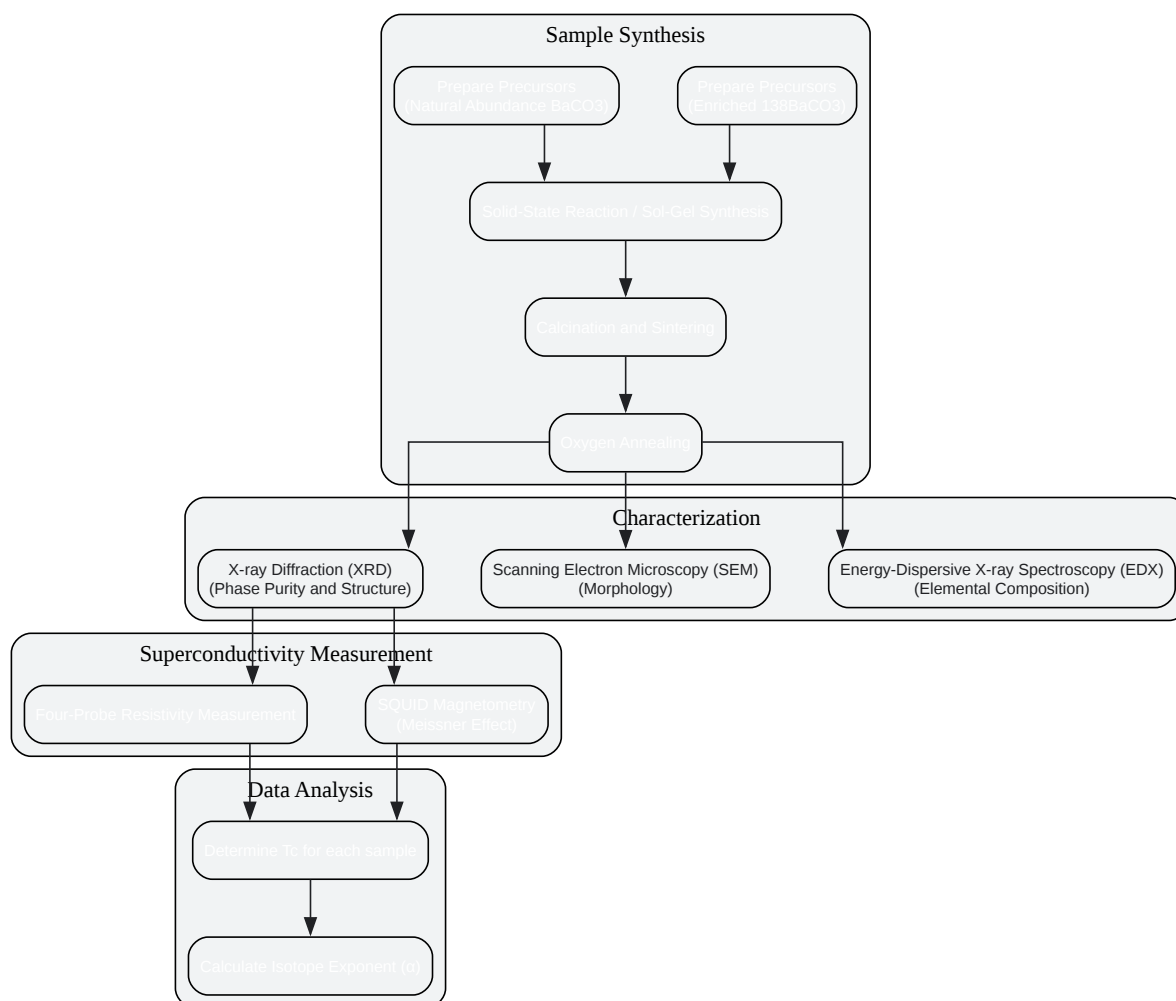 Sample Synthesis
Prepare Precursors
(Natural Abundance BaCO3)
Prepare Precursors
(Enriched 138BaCO3)
Solid-State Reaction / Sol-Gel Synthesis
Calcination and Sintering
Oxygen Annealing
Characterization
X-ray Diffraction (XRD)
(Phase Purity and Structure)
Scanning Electron Microscopy (SEM)
(Morphology)
Energy-Dispersive X-ray Spectroscopy (EDX)
(Elemental Composition)
Superconductivity Measurement
Four-Probe Resistivity Measurement
SQUID Magnetometry
(Meissner Effect)
Data Analysis
Determine Tc for each sample
Calculate Isotope Exponent (α)